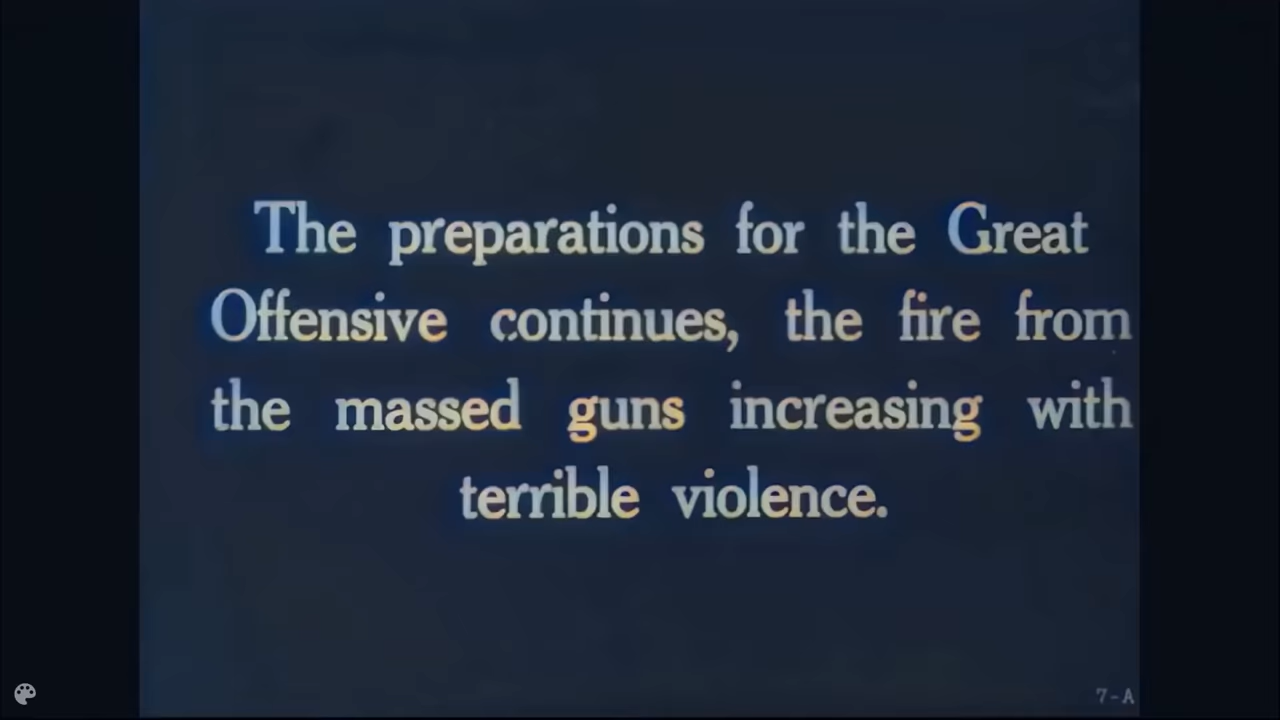 The preparations for the Great
Offensive continues, the fire from
the massed guns increasing with
terrible violence.
7-A